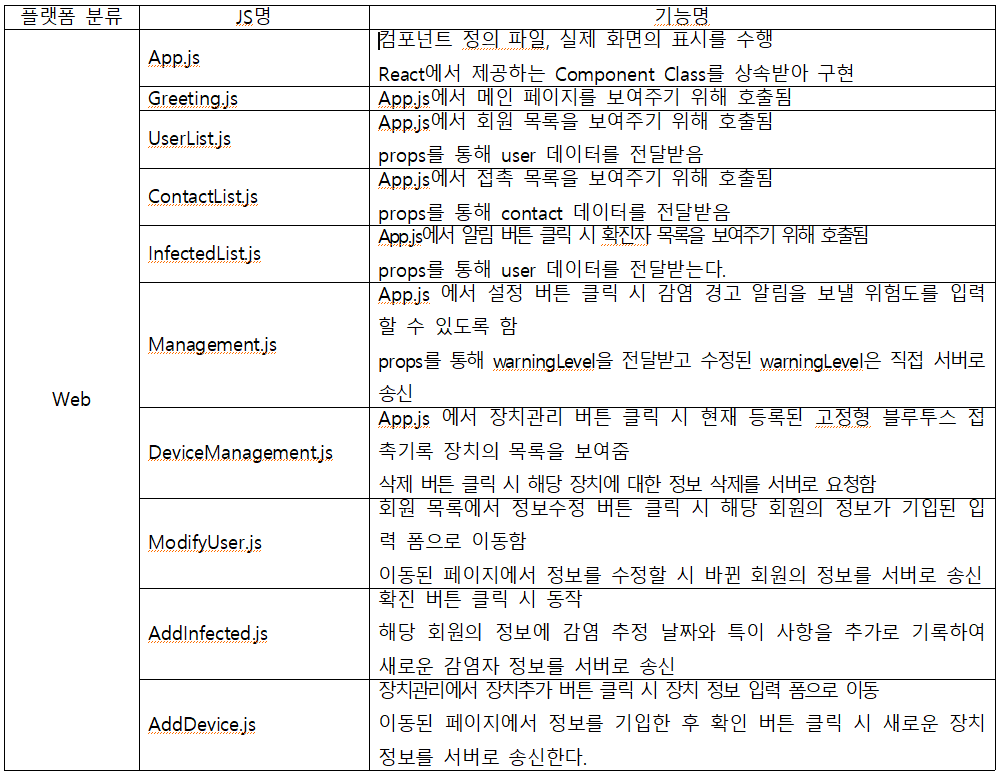 플랫폼 분류 JS명 기능명
Web
App.js
컴포넌트 정의 파일, 실제 화면의 표시를 수행
React에서 제공하는 Component Class를 상속받아 구현
Greeting.js
App.js에서 메인 페이지를 보여주기 위해 호출됨
UserList.js
App.js에서 회원 목록을 보여주기 위해 호출됨
props를 통해 user 데이터를 전달받음
ContactList.js
App.js에서 접촉 목록을 보여주기 위해 호출됨
props를 통해 contact 데이터를 전달받음
InfectedList.js
App.js에서 알림 버튼 클릭 시 확진자 목록을 보여주기 위해 호출됨
props를 통해 user 데이터를 전달받는다.
Management.js
App.js 에서 설정 버튼 클릭 시 감염 경고 알림을 보낼 위험도를 입력
할 수 있도록 함
props를 통해 warningLevel을 전달받고 수정된 warningLevel은 직접 서버로
송신
DeviceManagement.js
App.js 에서 장치관리 버튼 클릭 시 현재 등록된 고정형 블루투스 접
촉기록 장치의 목록을 보여줌
삭제 버튼 클릭 시 해당 장치에 대한 정보 삭제를 서버로 요청함
ModifyUser.js
회원 목록에서 정보수정 버튼 클릭 시 해당 회원의 정보가 기입된 입
력 폼으로 이동함
이동된 페이지에서 정보를 수정할 시 바뀐 회원의 정보를 서버로 송신
AddInfected.js
확진 버튼 클릭 시 동작
해당 회원의 정보에 감염 추정 날짜와 특이 사항을 추가로 기록하여
새로운 감염자 정보를 서버로 송신
AddDevice.js
장치관리에서 장치추가 버튼 클릭 시 장치 정보 입력 폼으로 이동
이동된 페이지에서 정보를 기입한 후 확인 버튼 클릭 시 새로운 장치
정보를 서버로 송신한다.